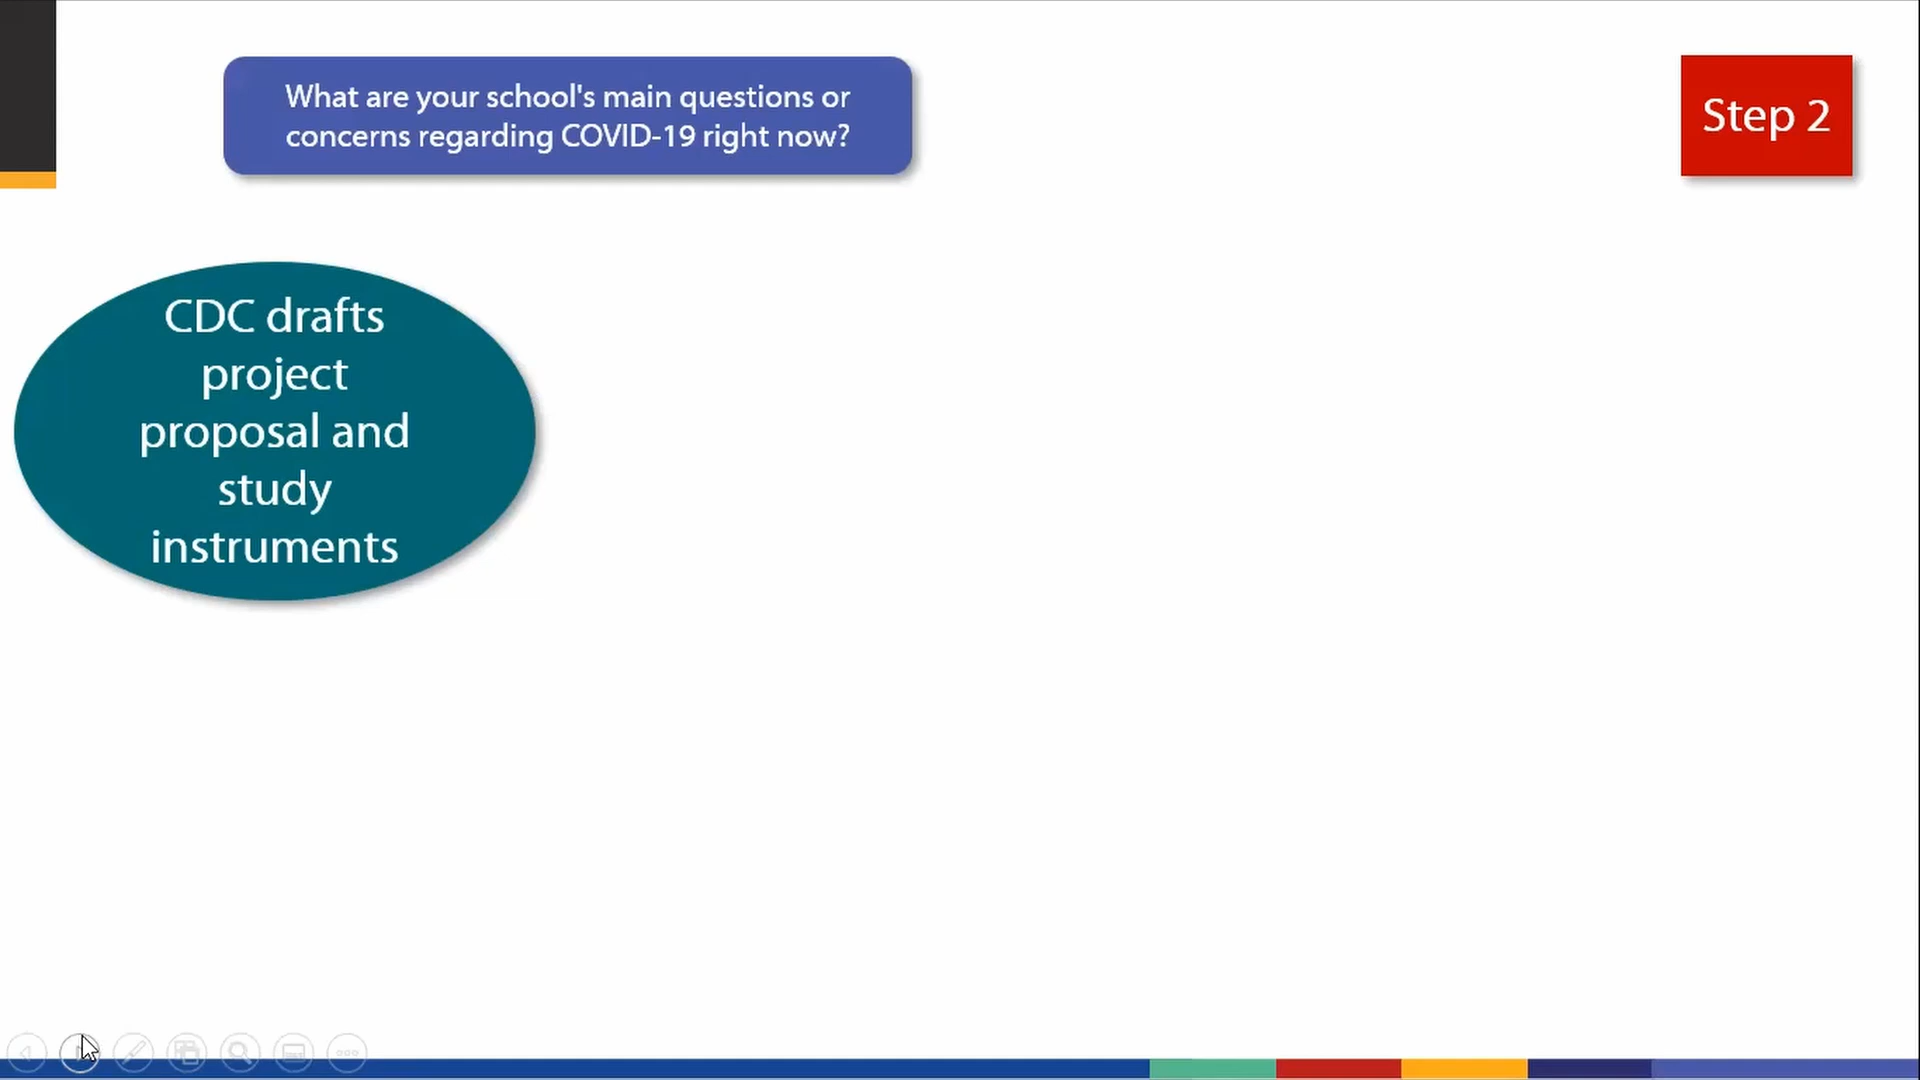 What are your school's main questions or
concerns regarding COVID-19 right now?
Step 2
CDC drafts
project
proposal and
study
instruments